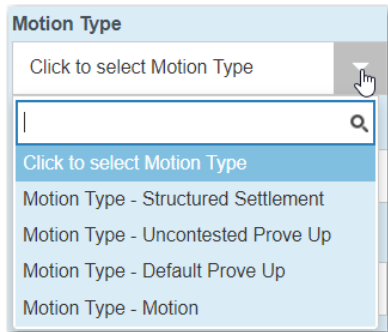 Motion Type
Click to select Motion Type
Click to select Motion Type
Motion Type - Structured Settlement
Motion Type - Uncontested Prove Up
Motion Type - Default Prove Up
Motion Type - Motion